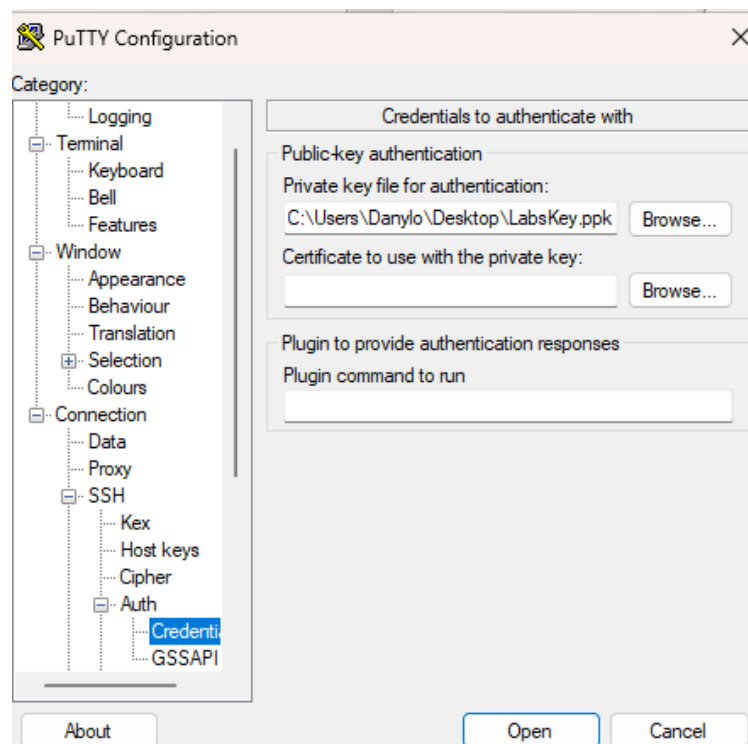 PuTTY Configuration
Category:
Logging
Terminal
Keyboard
Bell
Features
Window
Appearance
Behaviour
Translation
Selection
Colours
Connection
Data
Proxy
SSH
Kex
Host keys
Cipher
Auth
Credenti
GSSAPI
Credentials to authenticate with
Public-key authentication
Private key file for authentication:
C:\Users\Danylo\Desktop\LabsKey.ppk Browse...
Certificate to use with the private key:
Browse...
Plugin to provide authentication responses
Plugin command to run
About Open Cancel